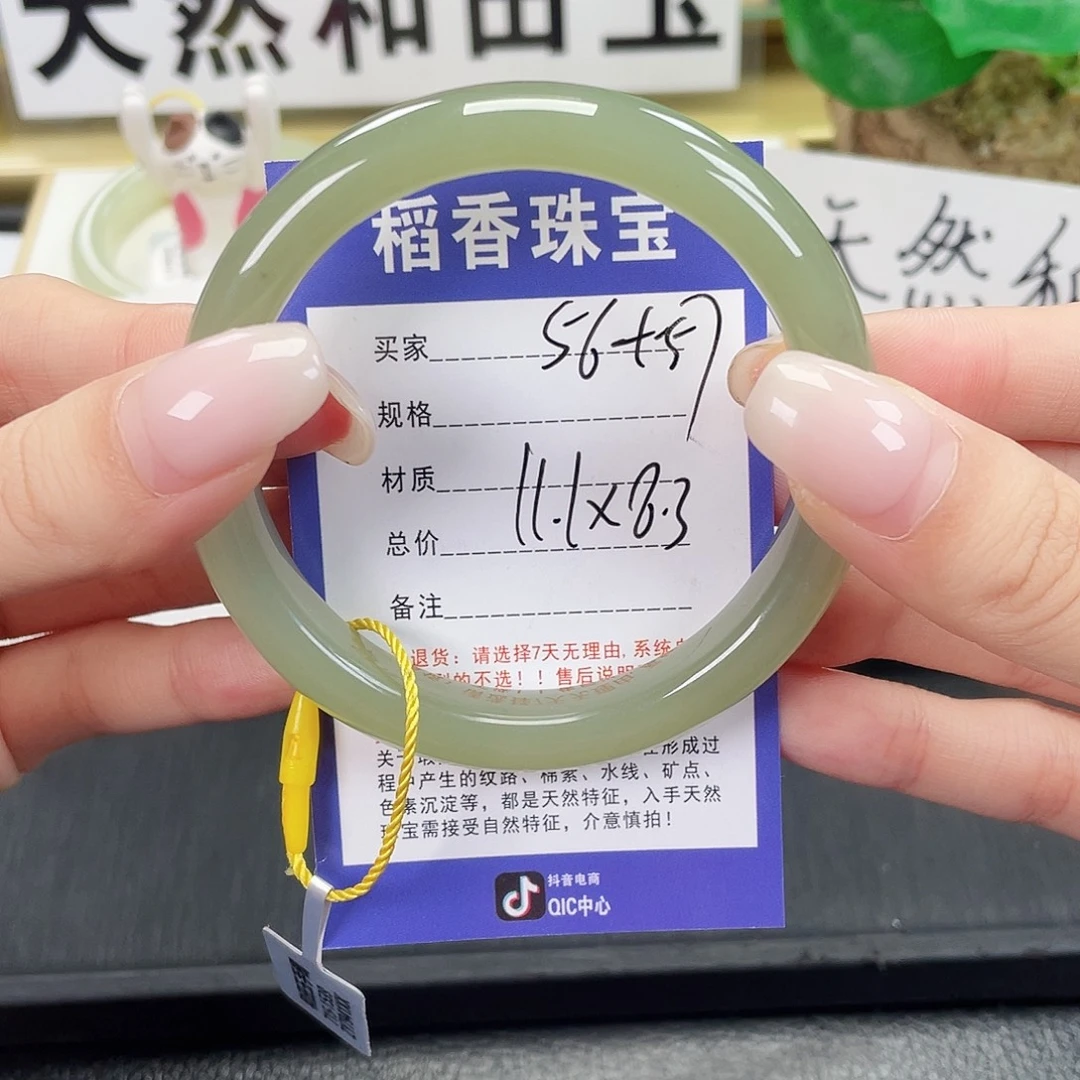 天然和田玉
天然和
稻香珠宝
买家
56+57
规格
材质
11.1×8.3
总价
备注
退货：请选择7天无理由，系统
的不选！！售后说明
形成过
程中产生的纹路、棉絮、水线、矿点、
色素沉淀等，都是天然特征，入手天然
珠宝需接受自然特征，介意慎拍！
抖音电商
QIC中心